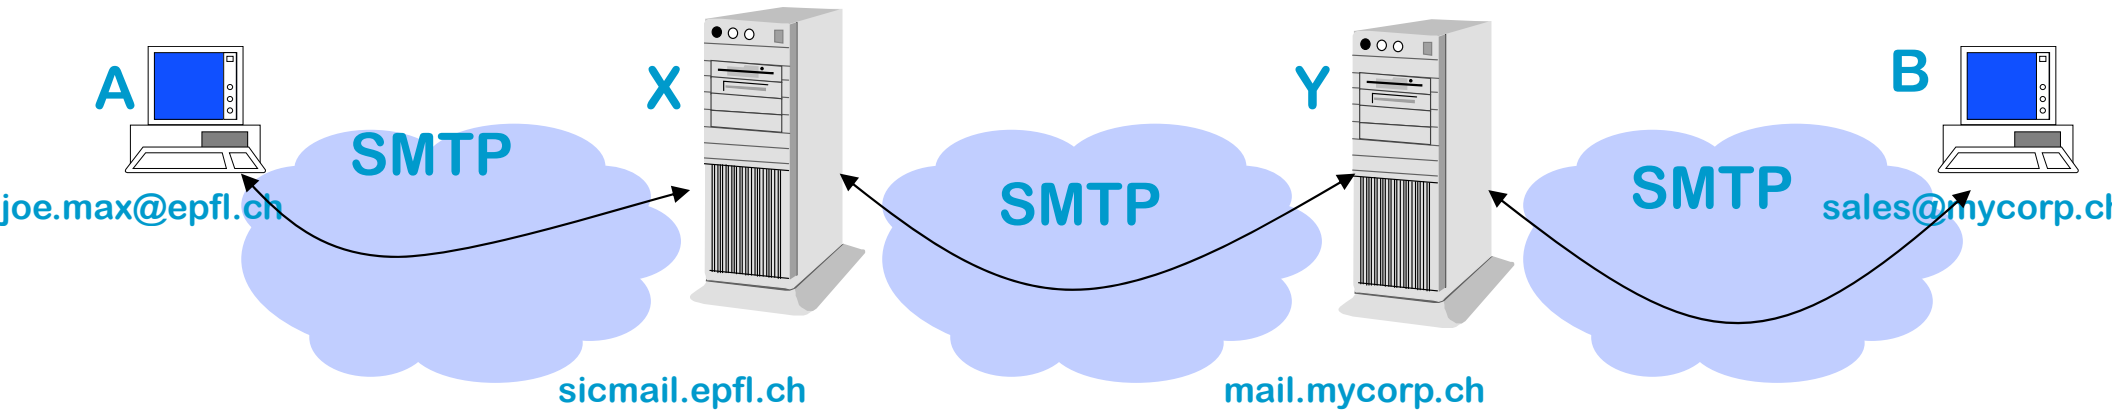 A
X
Y
B
SMTP
SMTP
SMTP
joe.max@epfl.ch
sales@mycorp.ch
sicmail.epfl.ch
mail.mycorp.ch